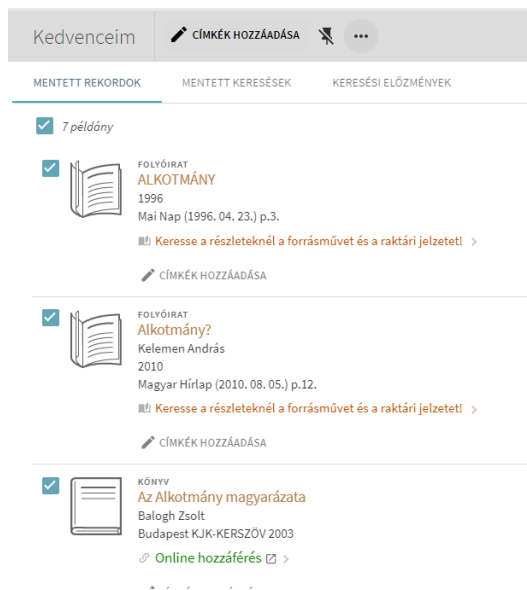 Kedvenceim
CÍMKÉK HOZZÁADÁSA
MENTETT REKORDOK
MENTETT KERESÉSEK
KERESÉSI ELŐZMÉNYEK
7 példány
FOLYÓIRAT
ALKOTMÁNY
1996
Mai Nap (1996. 04. 23.) p.3.
Keresse a részleteknél a forrásművet és a raktári jelzetet!
CÍMKÉK HOZZÁADÁSA
FOLYÓIRAT
Alkotmány?
Kelemen András
2010
Magyar Hírlap (2010. 08. 05.) p.12.
Keresse a részleteknél a forrásművet és a raktári jelzetet!
CÍMKÉK HOZZÁADÁSA
KÖNYV
Az Alkotmány magyarázata
Balogh Zsolt
Budapest KJK-KERSZÖV 2003
Online hozzáférés